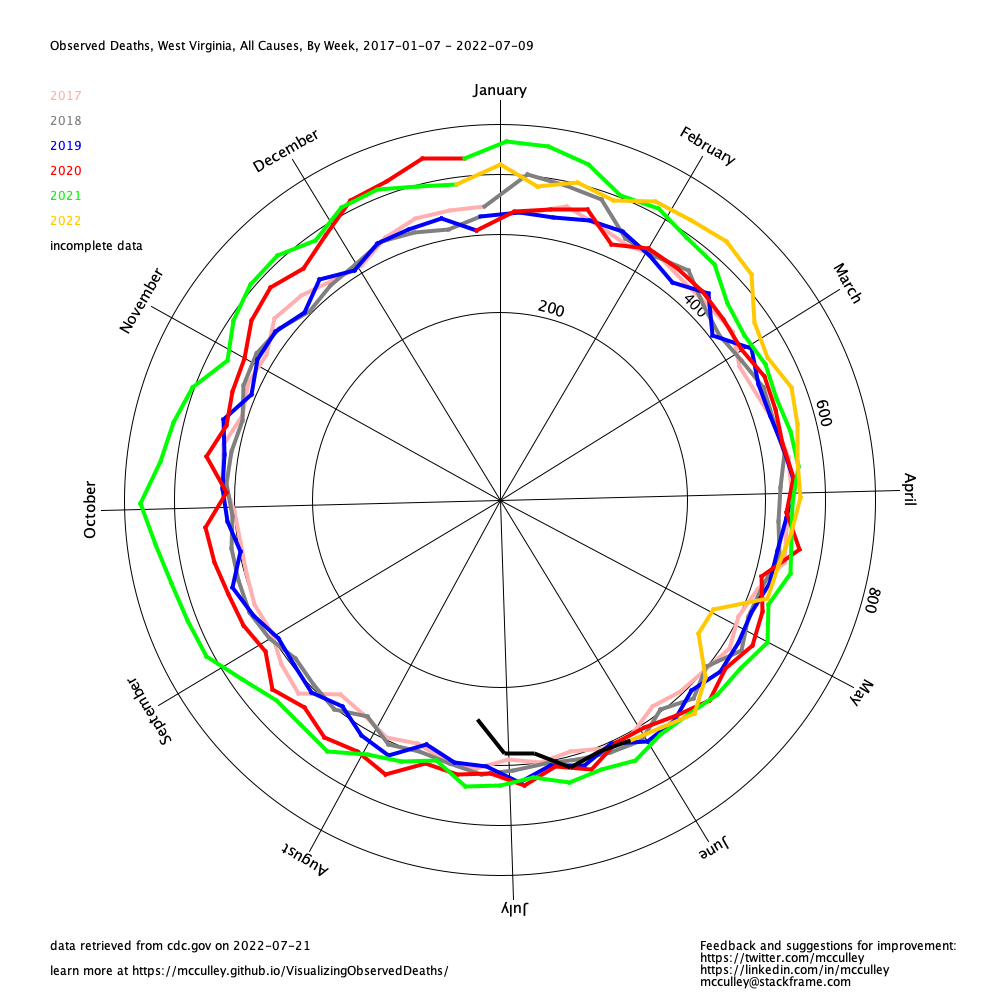 Observed Deaths, West Virginia, All Causes, By Week, 2017-01-07 - 2022-07-09
January
2017
2018
2019
2020
2021
2022
incomplete data
December
February
November
March
200
400
600
October
April
800
September
May
August
June
July
data retrieved from cdc.gov on 2022-07-21
learn more at https://mcculley.github.io/VisualizingObservedDeaths/
Feedback and suggestions for improvement:
https://twitter.com/mcculley
https://linkedin.com/in/mcculley
mcculley@stackframe.com